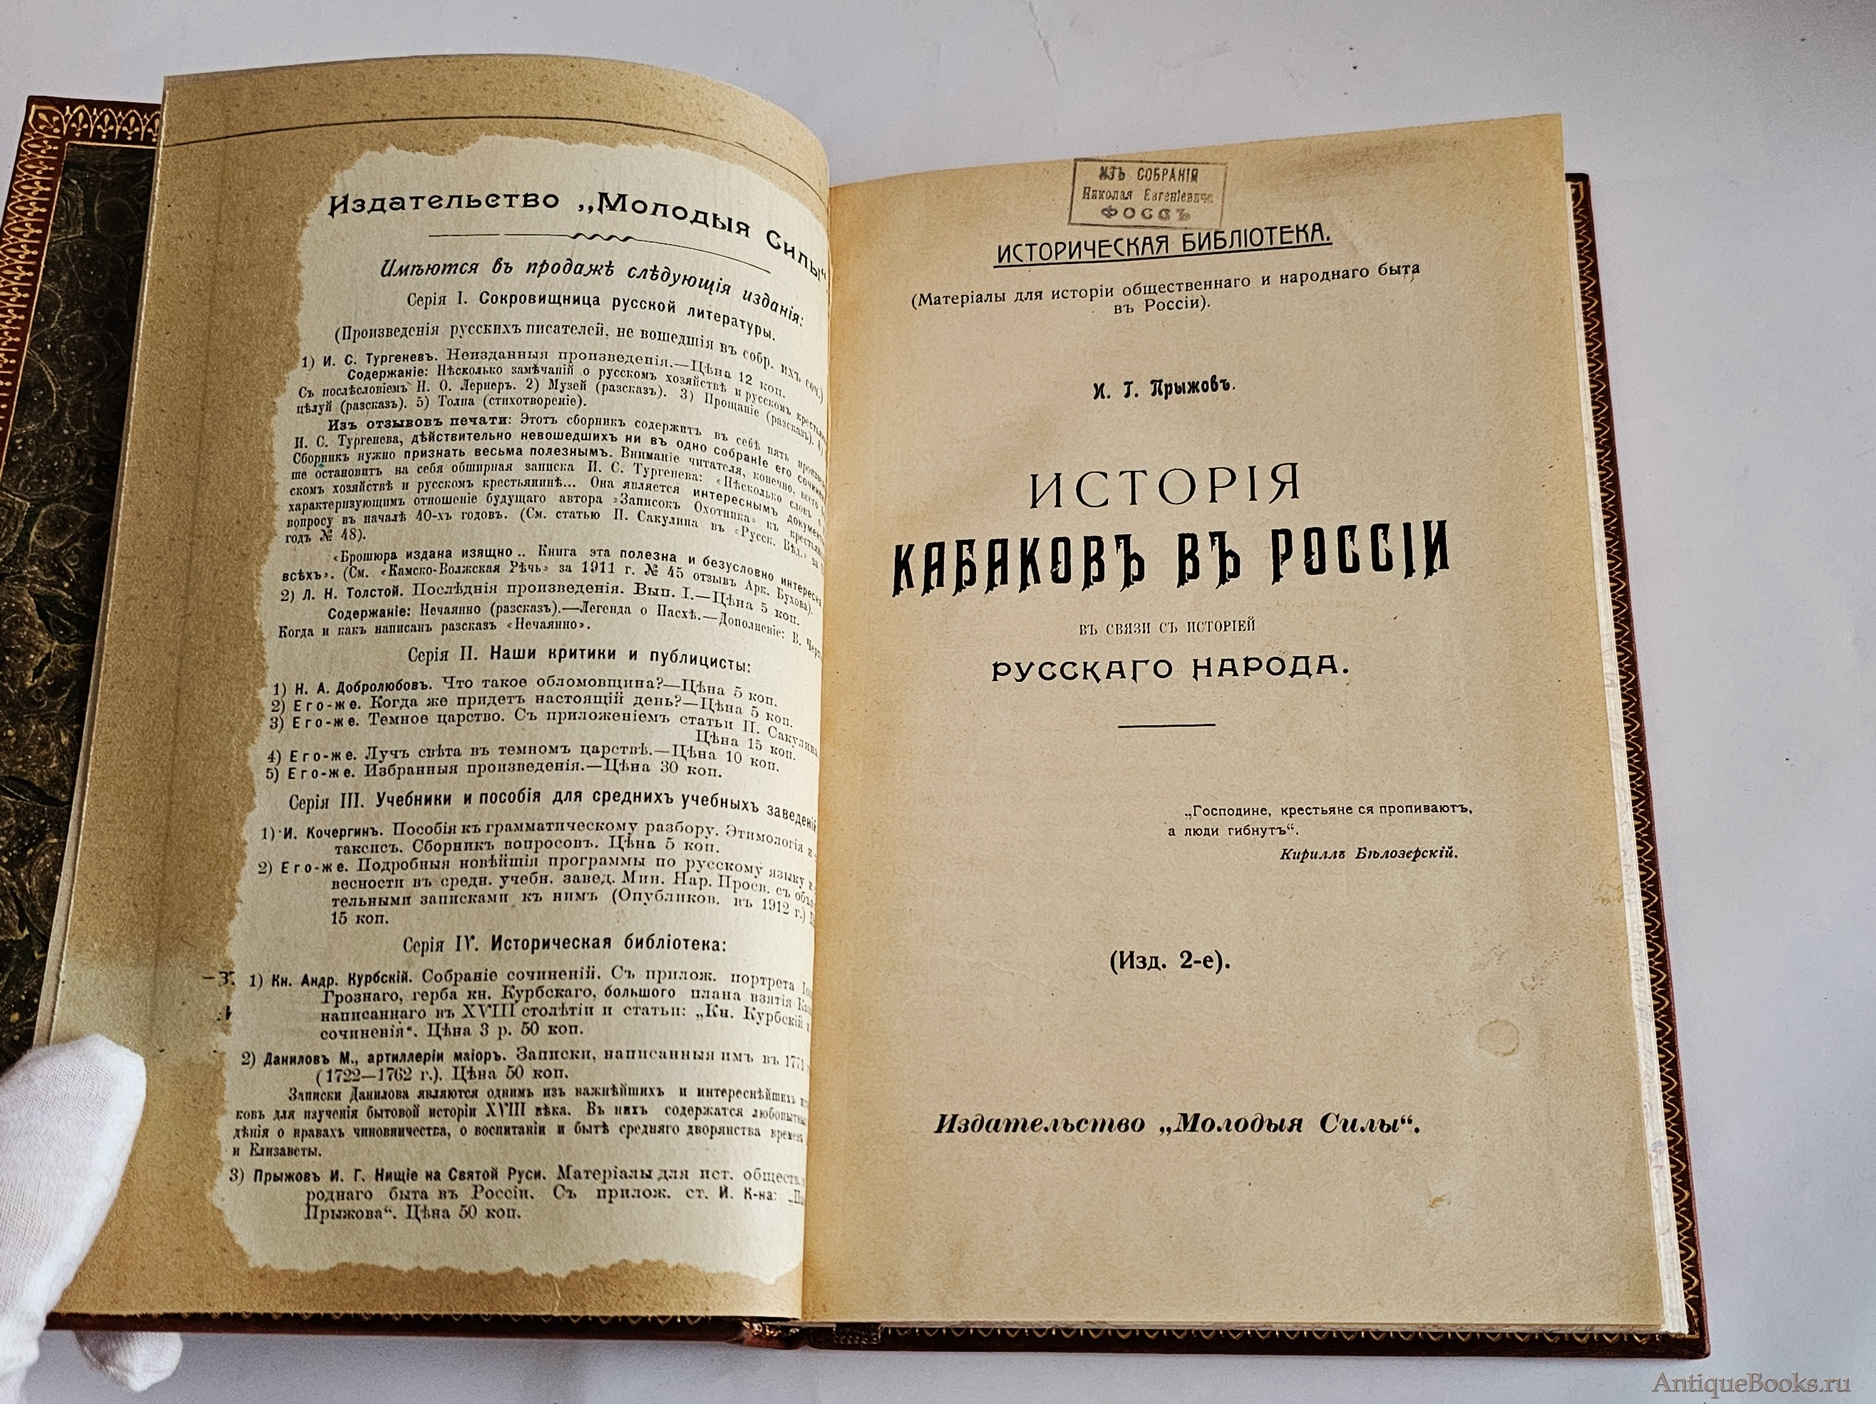 Издательство „Молодыя Силы“
Имѣются въ продажѣ слѣдующія изданія:
Серія I. Сокровищница русской литературы.
(Произведенія русскихъ писателей, не вошедшія въ собр. ихъ соч.)
1) И. С. Тургеневъ. Неизданныя произведенія.—Цѣна 12 коп.
Содержаніе: Нѣсколько замѣчаній о русскомъ хозяйствѣ и русскомъ
Съ послѣсловіемъ Н. О. Лернеръ. 2) Музей (разсказъ). 3) Прощаніе (разсказъ). 4)
цѣлуй (разсказъ). 5) Толпа (стихотвореніе).
Изъ отзывовъ печати: Этотъ сборникъ содержитъ въ себѣ пять
И. С. Тургенева, дѣйствительно невошедшихъ ни въ одно собраніе его
Сборникъ нужно признать весьма полезнымъ. Вниманіе читателя, конечно,
ше остановитъ на себя обширная записка И. С. Тургенева: «Нѣсколько словъ о
скомъ хозяйствѣ и русскомъ крестьянинѣ... Она является интереснымъ
характеризующимъ отношеніе будущаго автора »Записокъ Охотника» къ
вопросу въ началѣ 40-хъ годовъ. (См. статью П. Сакулина въ «Русск. Вѣд.» за
годъ № 48).
«Брошюра издана изящно .. Книга эта полезна и безусловно интересна
всѣхъ». (См. «Камско-Волжская Рѣчь» за 1911 г. № 45 отзывъ Арк. Бухова).
2) Л. Н. Толстой. Послѣднія произведенія. Вып. I.—Цѣна 5 коп.
Содержаніе: Нечаянно (разсказъ).—Легенда о Пасхѣ.—Дополненіе: В.
Когда и какъ написанъ разсказъ «Нечаянно».
Серія II. Наши критики и публицисты:
1) Н. А. Добролюбовъ. Что такое обломовщина?—Цѣна 5 коп.
2) Его-же. Когда же придетъ настоящій день?—Цѣна 5 коп.
3) Его-же. Темное царство. Съ приложеніемъ статьи П. Сакулина
Цѣна 15 коп.
4) Его-же. Лучъ свѣта въ темномъ царствѣ.—Цѣна 10 коп.
5) Его-же. Избранныя произведенія.—Цѣна 30 коп.
Серія III. Учебники и пособія для среднихъ учебныхъ заведеній
1) И. Кочергинъ. Пособія къ грамматическому разбору. Этимологія и
таксисъ. Сборникъ вопросовъ. Цѣна 5 коп.
2) Его-же. Подробныя новѣйшія программы по русскому языку и
весности въ средн. учебн. завед. Мин. Нар. Просв. съ
тельными записками къ нимъ (Опубликов. въ 1912 г.)
15 коп.
Серія IV. Историческая библіотека:
1) Кн. Андр. Курбскій. Собраніе сочиненій. Съ прилож. портрета
Грознаго, герба кн. Курбскаго, большого плана взятія
написаннаго въ XVIII столѣтіи и статьи: „Кн. Курбскій и
сочиненія“. Цѣна 3 р. 50 коп.
2) Даниловъ М., артиллеріи маіоръ. Записки, написанныя имъ въ 1771
(1722—1762 г.). Цѣна 50 коп.
Записки Данилова являются однимъ изъ важнѣйшихъ и интереснѣйшихъ
ковъ для изученія бытовой исторіи XVIII вѣка. Въ нихъ содержатся
дѣнія о нравахъ чиновничества, о воспитаніи и бытѣ средняго дворянства
и Елизаветы.
3) Прыжовъ И. Г. Нищіе на Святой Руси. Матеріалы для ист. обществ.
роднаго быта въ Россіи. Съ прилож. ст. Й. К-на:
Прыжова“. Цѣна 50 коп.
ИЗЪ СОБРАНІЯ
Николая Евгеніевича
ФОССЪ
ИСТОРИЧЕСКАЯ БИБЛІОТЕКА.
(Матеріалы для исторіи общественнаго и народнаго быта
въ Россіи).
И. Г. Прыжовъ.
ИСТОРІЯ
КАБАКОВЪ ВЪ РОССІИ
ВЪ СВЯЗИ СЪ ИСТОРІЕЙ
РУССКАГО НАРОДА.
„Господине, крестьяне ся пропиваютъ,
а люди гибнутъ“.
Кириллъ Бѣлозерскій.
(Изд. 2-е).
Издательство „Молодыя Силы“.
AntiqueBooks.ru